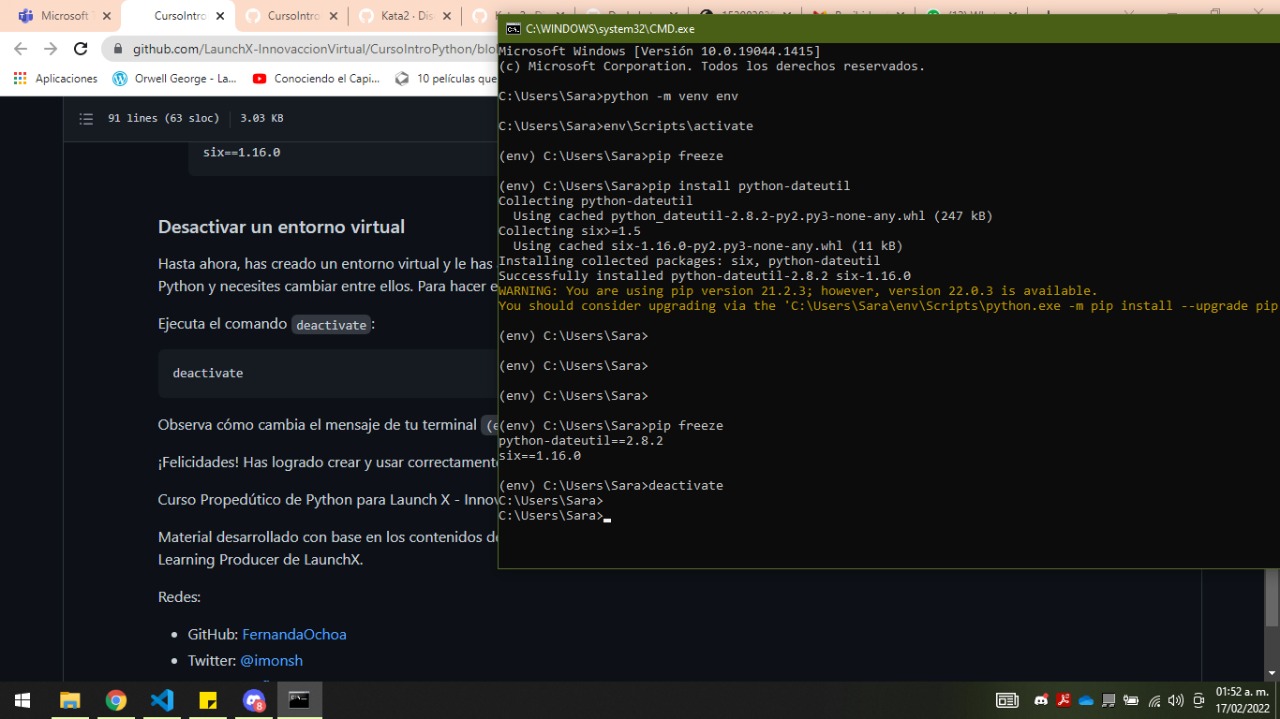 Microsoft T
CursoIntro
CursoIntro
Kata2 · Dis
github.com/LaunchX-InnovaccionVirtual/CursoIntroPython/blo
Aplicaciones
Orwell George - La...
Conociendo el Capi...
10 películas que
91 lines (63 sloc)
3.03 KB
six==1.16.0
Desactivar un entorno virtual
Hasta ahora, has creado un entorno virtual y le has
Python y necesites cambiar entre ellos. Para hacer e
Ejecuta el comando deactivate:
deactivate
Observa cómo cambia el mensaje de tu terminal (e
¡Felicidades! Has logrado crear y usar correctamente
Curso Propedútico de Python para Launch X - Innov
Material desarrollado con base en los contenidos de
Learning Producer de LaunchX.
Redes:
GitHub: FernandaOchoa
Twitter: @imonsh
C:\WINDOWS\system32\CMD.exe
Microsoft Windows [Versión 10.0.19044.1415]
(c) Microsoft Corporation. Todos los derechos reservados.
C:\Users\Sara>python -m venv env
C:\Users\Sara>env\Scripts\activate
(env) C:\Users\Sara>pip freeze
(env) C:\Users\Sara>pip install python-dateutil
Collecting python-dateutil
Using cached python_dateutil-2.8.2-py2.py3-none-any.whl (247 kB)
Collecting six>=1.5
Using cached six-1.16.0-py2.py3-none-any.whl (11 kB)
Installing collected packages: six, python-dateutil
Successfully installed python-dateutil-2.8.2 six-1.16.0
WARNING: You are using pip version 21.2.3; however, version 22.0.3 is available.
You should consider upgrading via the 'C:\Users\Sara\env\Scripts\python.exe -m pip install --upgrade pip
(env) C:\Users\Sara>
(env) C:\Users\Sara>
(env) C:\Users\Sara>
(env) C:\Users\Sara>pip freeze
python-dateutil==2.8.2
six==1.16.0
(env) C:\Users\Sara>deactivate
C:\Users\Sara>
C:\Users\Sara>
8
01:52 a. m.
17/02/2022